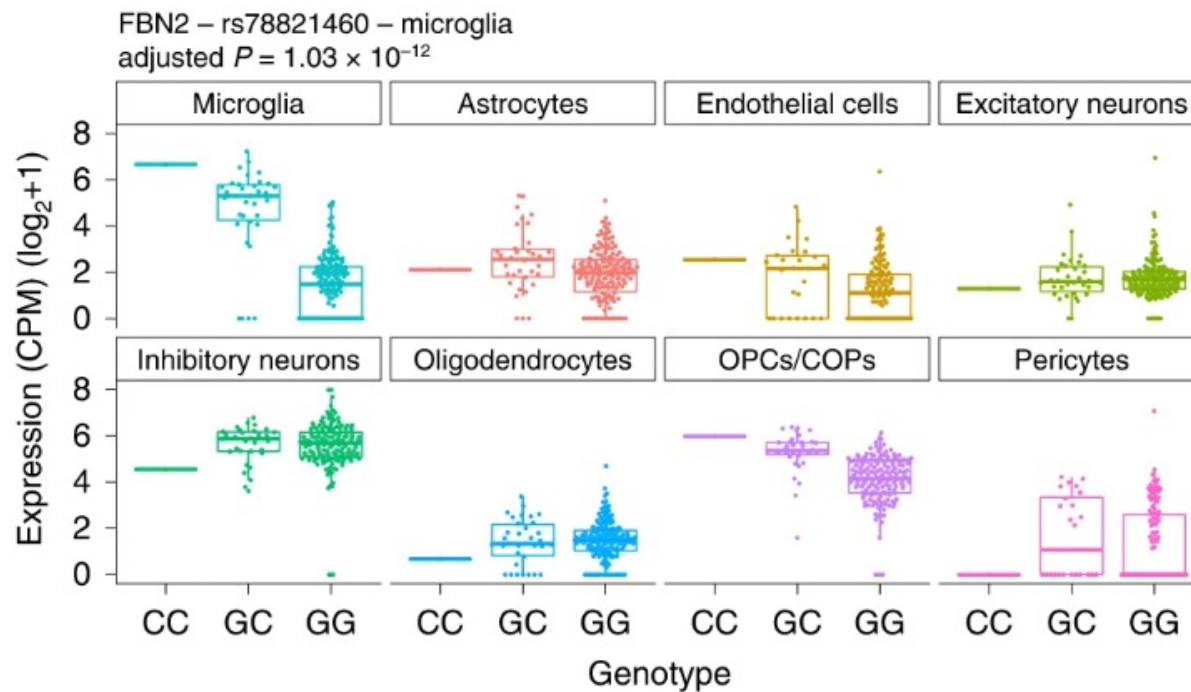 FBN2 – rs78821460 – microglia
adjusted P = 1.03 × 10⁻¹²
Microglia Astrocytes Endothelial cells Excitatory neurons
8
6
4
2
0
Inhibitory neurons Oligodendrocytes OPCs/COPs Pericytes
8
6
4
2
0
Expression (CPM) (log₂+1)
CC GC GG CC GC GG CC GC GG CC GC GG
Genotype